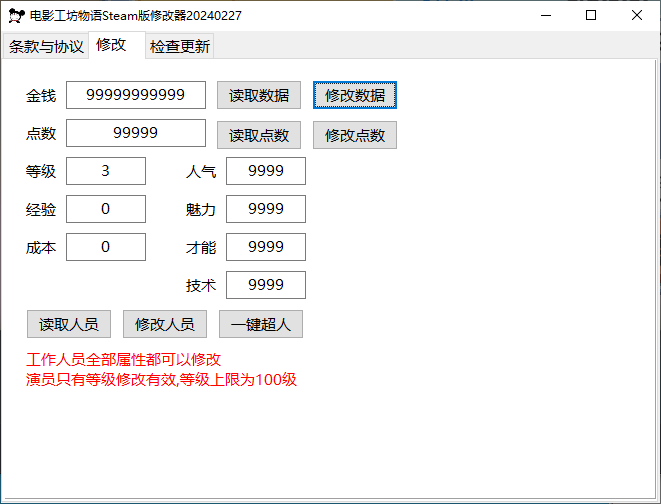 电影工坊物语Steam版修改器20240227
条款与协议 修改 检查更新
金钱 99999999999 读取数据 修改数据
点数 99999 读取点数 修改点数
等级 3 人气 9999
经验 0 魅力 9999
成本 0 才能 9999
技术 9999
读取人员 修改人员 一键超人
工作人员全部属性都可以修改
演员只有等级修改有效,等级上限为100级